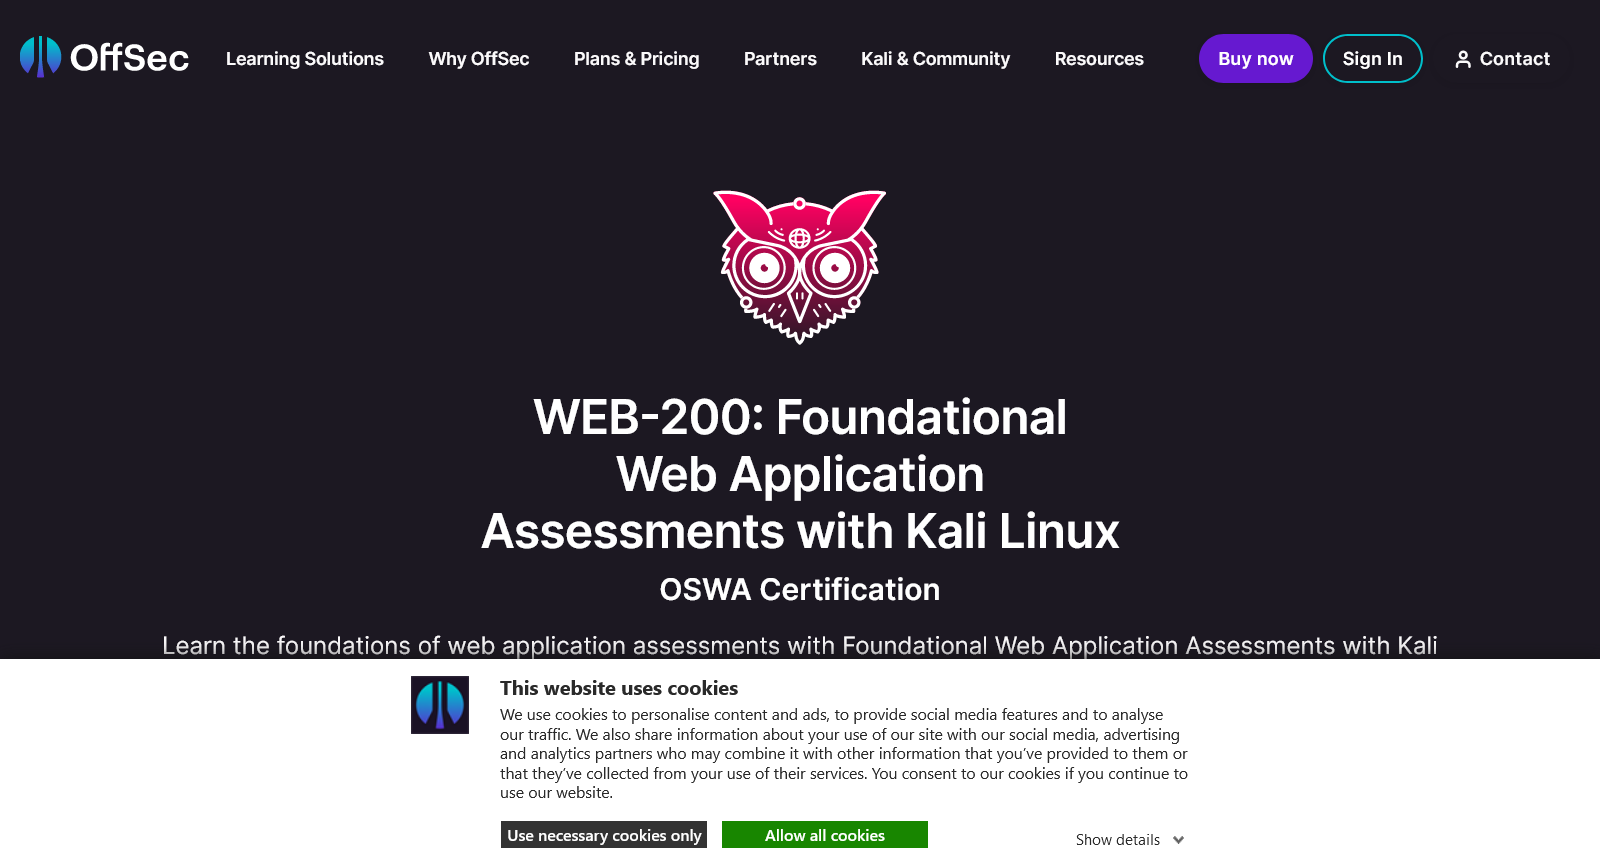 OffSec
Learning Solutions
Why OffSec
Plans & Pricing
Partners
Kali & Community
Resources
Buy now
Sign In
Contact
WEB-200: Foundational
Web Application
Assessments with Kali Linux
OSWA Certification
Learn the foundations of web application assessments with Foundational Web Application Assessments with Kali
This website uses cookies
We use cookies to personalise content and ads, to provide social media features and to analyse
our traffic. We also share information about your use of our site with our social media, advertising
and analytics partners who may combine it with other information that you’ve provided to them or
that they’ve collected from your use of their services. You consent to our cookies if you continue to
use our website.
Use necessary cookies only
Allow all cookies
Show details